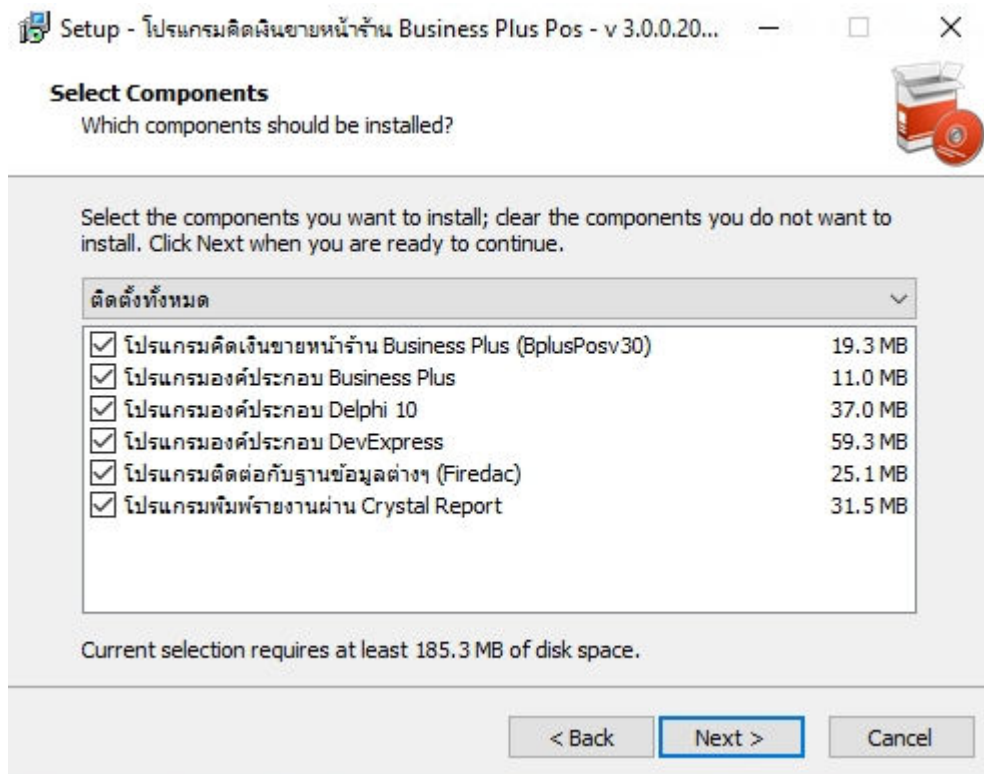 Setup - โปรแกรมคิดเงินขายหน้าร้าน Business Plus Pos - v 3.0.0.20...
Select Components
Which components should be installed?
Select the components you want to install; clear the components you do not want to
install. Click Next when you are ready to continue.
ติดตั้งทั้งหมด
โปรแกรมคิดเงินขายหน้าร้าน Business Plus (BplusPosv30) 19.3 MB
โปรแกรมองค์ประกอบ Business Plus 11.0 MB
โปรแกรมองค์ประกอบ Delphi 10 37.0 MB
โปรแกรมองค์ประกอบ DevExpress 59.3 MB
โปรแกรมติดต่อกับฐานข้อมูลต่างๆ (Firedac) 25.1 MB
โปรแกรมพิมพ์รายงานผ่าน Crystal Report 31.5 MB
Current selection requires at least 185.3 MB of disk space.
< Back Next > Cancel